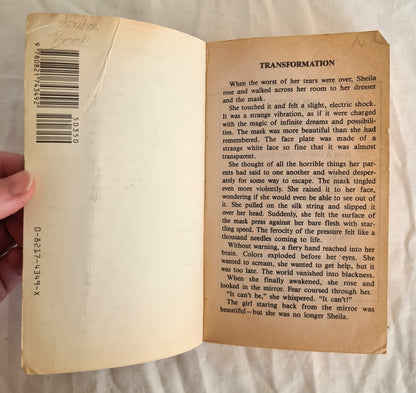 Book
9 780821 743492
50350
0-8217-4349-X
TRANSFORMATION
When the worst of her tears were over, Sheila
rose and walked across her room to her dresser
and the mask.
She touched it and felt a slight, electric shock.
It was a strange vibration, as if it were charged
with the magic of infinite dreams and possibili-
ties. The mask was more beautiful than she had
remembered. The face plate was made of a
strange white lace so fine that it was almost
transparent.
She thought of all the horrible things her par-
ents had said to one another and wished desper-
ately for some way to escape. The mask tingled
even more violently. She raised it to her face,
wondering if she would even be able to see out of
it. She pulled on the silk string and slipped it
over her head. Suddenly, she felt the surface of
the mask press against her bare flesh with star-
tling speed. The ferocity of the pressure felt like a
thousand needles coming to life.
Without warning, a fiery hand reached into her
brain. Colors exploded before her eyes. She
wanted to scream, she wanted to get help, but it
was too late. The world vanished into blackness.
When she finally awakened, she rose and
looked in the mirror. Fear coursed through her.
"It can't be," she whispered. "It can't!"
The girl staring back from the mirror was
beautiful—but she was no longer Sheila.